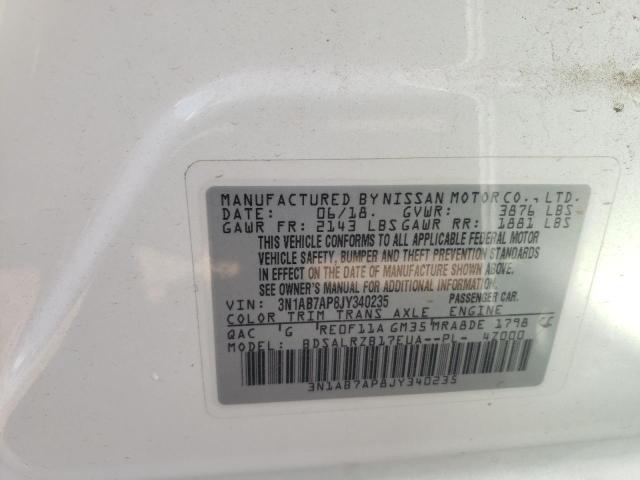 MANUFACTURED BY NISSAN MOTOR CO., LTD.
DATE: 06/18. GVWR: 3876 LBS
GAWR FR: 2143 LBS GAWR RR: 1881 LBS
THIS VEHICLE CONFORMS TO ALL APPLICABLE FEDERAL MOTOR
VEHICLE SAFETY, BUMPER AND THEFT PREVENTION STANDARDS
IN EFFECT ON THE DATE OF MANUFACTURE SHOWN ABOVE.
SEE OWNER'S MANUAL FOR ADDITIONAL INFORMATION.
VIN: 3N1AB7AP8JY340235 PASSENGER CAR.
COLOR TRIM TRANS AXLE ENGINE
QAC G RE0F11A GM35 MRA8DE 1798 CC
MODEL: BDSALRZB17EUA--PL- 47000
3N1AB7AP8JY340235